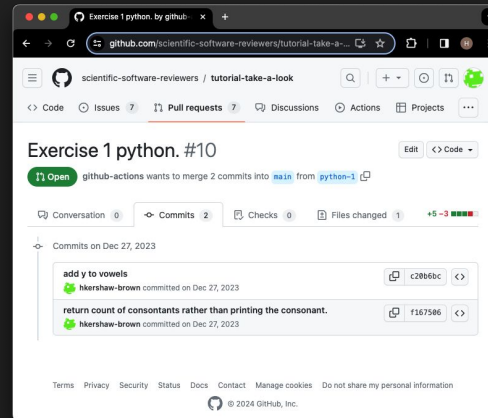 Exercise 1 python. by github-
github.com/scientific-software-reviewers/tutorial-take-a-...
H
scientific-software-reviewers / tutorial-take-a-look
Code Issues 7 Pull requests 7 Discussions Actions Projects
Exercise 1 python. #10
Edit Code
Open github-actions wants to merge 2 commits into main from python-1
Conversation 0 Commits 2 Checks 0 Files changed 1 +5 −3
Commits on Dec 27, 2023
add y to vowels
c20b6bc
hkershaw-brown committed on Dec 27, 2023
return count of consontants rather than printing the consonant.
f167506
hkershaw-brown committed on Dec 27, 2023
Terms Privacy Security Status Docs Contact Manage cookies Do not share my personal information
© 2024 GitHub, Inc.